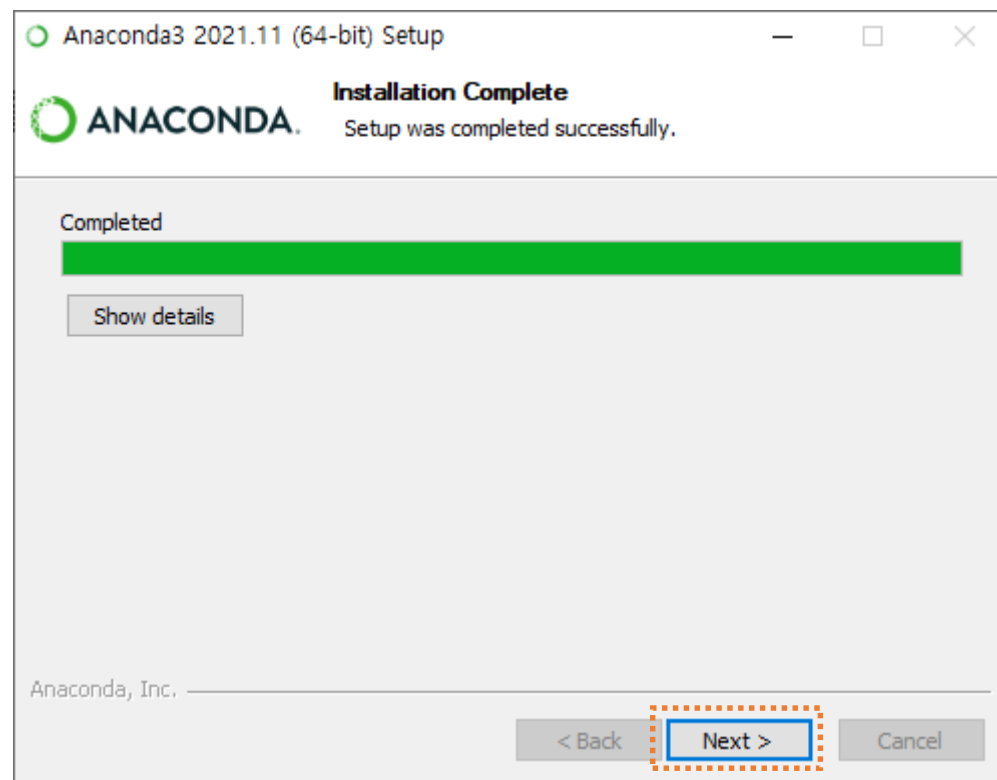 Anaconda3 2021.11 (64-bit) Setup
ANACONDA.
Installation Complete
Setup was completed successfully.
Completed
Show details
Anaconda, Inc.
< Back
Next >
Cancel